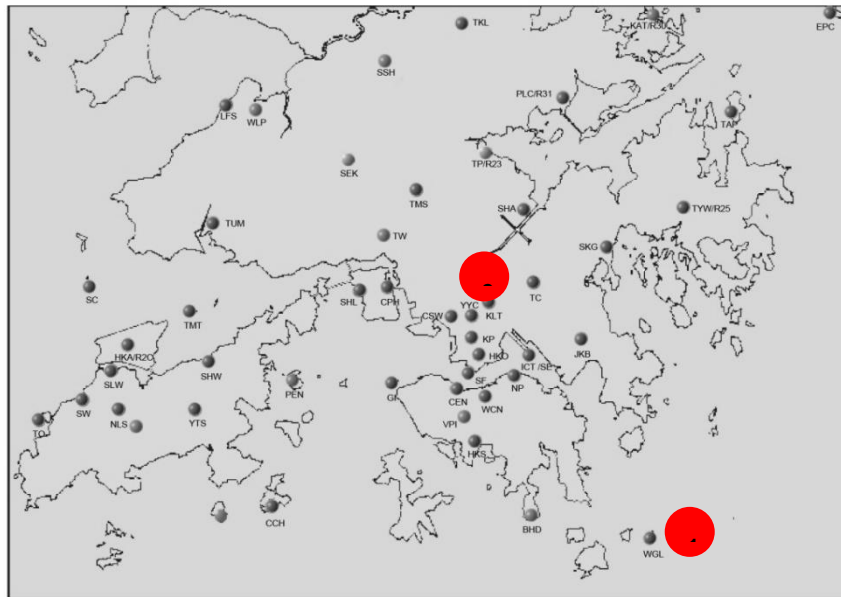 TKL
KAT/R30
EPC
SSH
PLC/R31
LFS
WLP
TAP
SEK
TP/R23
TMS
SHA
TYW/R25
TUM
TW
SKG
SC
SHL
CPH
TC
YYC
KLT
CSW
TMT
HKA/R2O
KP
HKO
ICT /SE
JKB
SLW
SHW
SF
NP
PEN
GI
CEN
WCN
SW
NLS
YTS
TO
VPI
HKS
CCH
BHD
WGL